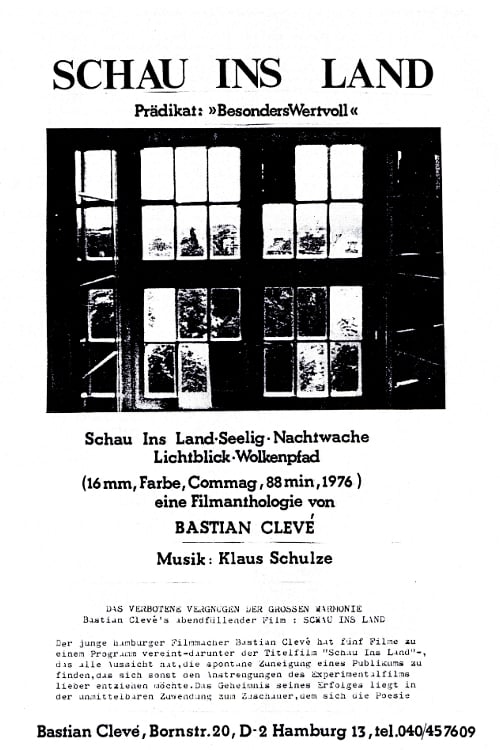 SCHAU INS LAND
Prädikat: »BesondersWertvoll«
Schau Ins Land·Seelig·Nachtwache
Lichtblick·Wolkenpfad
(16 mm, Farbe, Commag, 88 min, 1976 )
eine Filmanthologie von
BASTIAN CLEVÉ
Musik: Klaus Schulze
DAS VERBOTENE VERGNÜGEN DER GROSSEN HARMONIE
Bastian Clevé's abendfüllender Film : SCHAU INS LAND
Der junge hamburger Filmmacher Bastian Clevé hat fünf Filme zu
einem Programm vereint-darunter der Titelfilm "Schau Ins Land"-,
das alle Aussicht hat,die spontane Zuneigung eines Publikums zu
finden,das sich sonst den Anstrengungen des Experimentalfilms
lieber entziehen möchte.Das Geheimnis seines Erfolges liegt in
der unmittelbaren Zuwendung zum Zuschauer,dem sich die Poesie
Bastian Clevé, Bornstr. 20, D-2 Hamburg 13, tel.040/457609